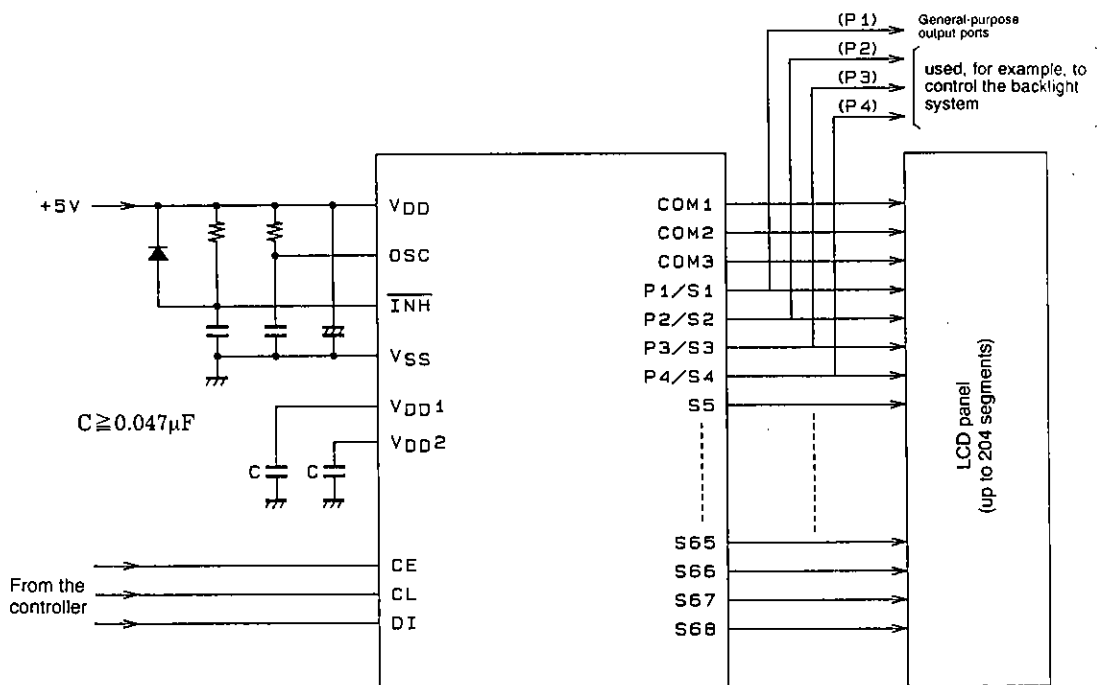 (P1)
General-purpose
output ports
(P2)
(P3)
(P4)
used, for example, to
control the backlight
system
+5V
VDD
OSC
INH
VSS
VDD1
VDD2
C≧0.047μF
C
C
From the
controller
CE
CL
DI
COM1
COM2
COM3
P1/S1
P2/S2
P3/S3
P4/S4
S5
S65
S66
S67
S68
LCD panel
(up to 204 segments)